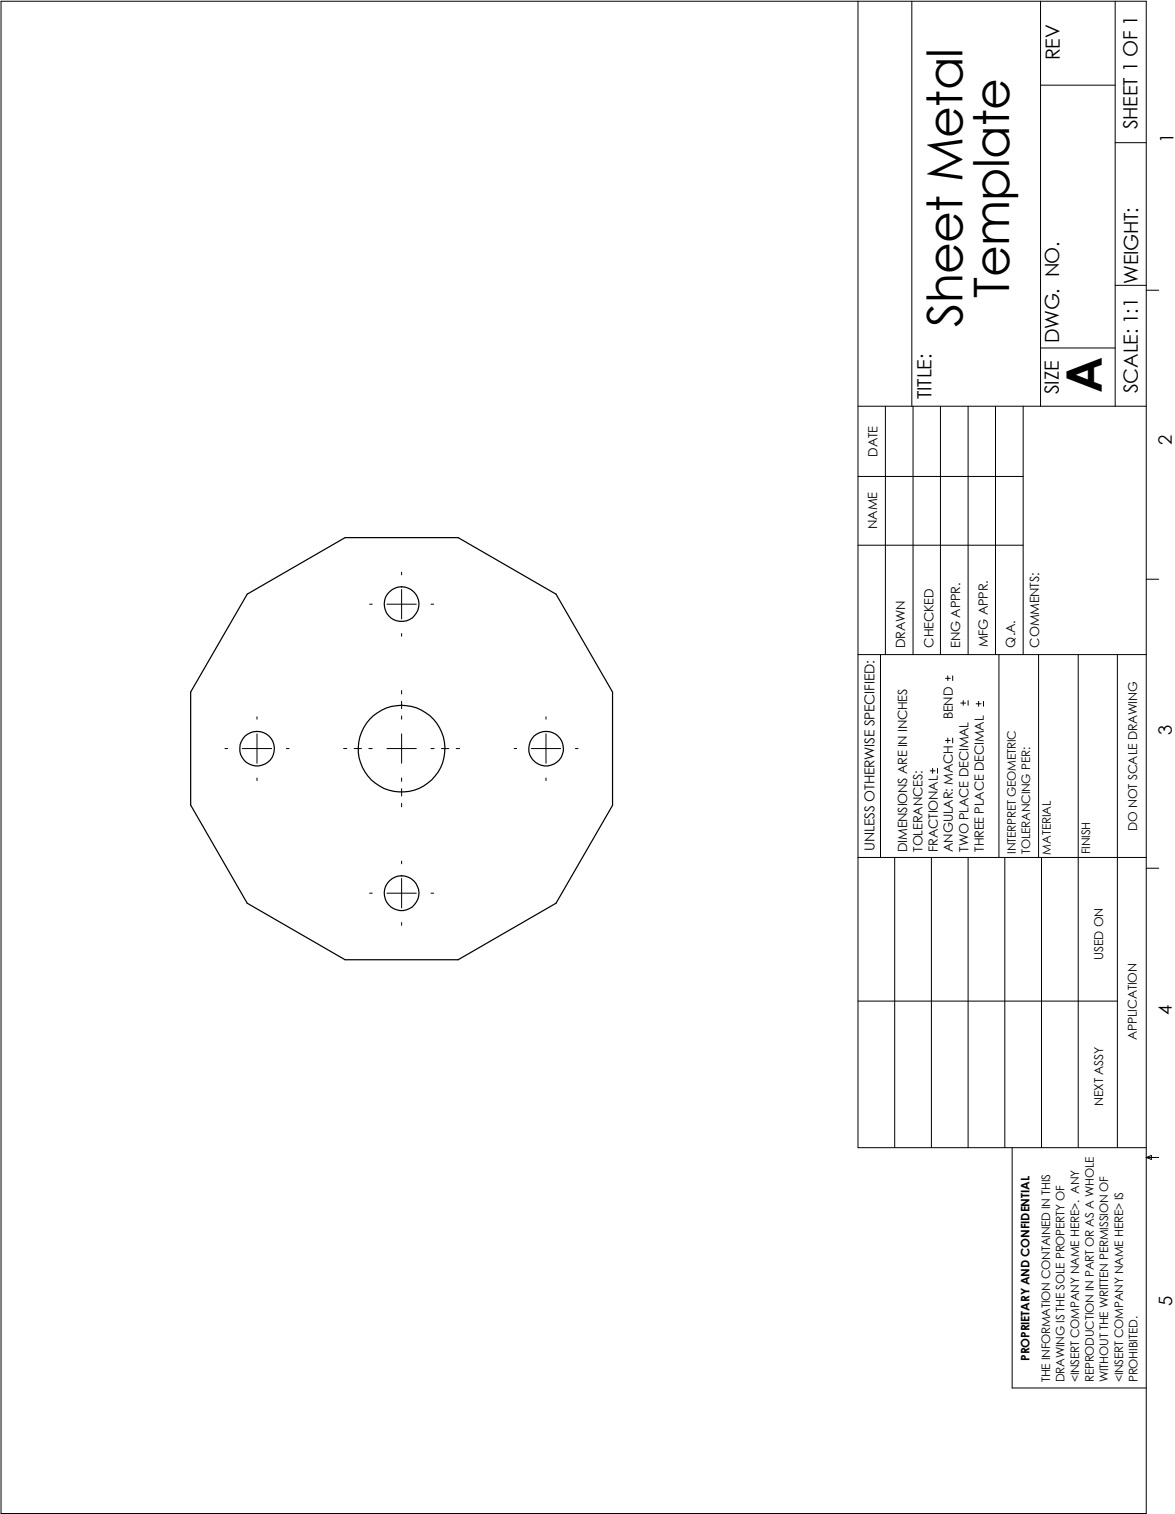 PROPRIETARY AND CONFIDENTIAL
THE INFORMATION CONTAINED IN THIS
DRAWING IS THE SOLE PROPERTY OF
<INSERT COMPANY NAME HERE>. ANY
REPRODUCTION IN PART OR AS A WHOLE
WITHOUT THE WRITTEN PERMISSION OF
<INSERT COMPANY NAME HERE> IS
PROHIBITED.
NEXT ASSY
USED ON
APPLICATION
UNLESS OTHERWISE SPECIFIED:
DIMENSIONS ARE IN INCHES
TOLERANCES:
FRACTIONAL±
ANGULAR: MACH± BEND ±
TWO PLACE DECIMAL ±
THREE PLACE DECIMAL ±
INTERPRET GEOMETRIC
TOLERANCING PER:
MATERIAL
FINISH
DO NOT SCALE DRAWING
NAME
DATE
DRAWN
CHECKED
ENG APPR.
MFG APPR.
Q.A.
COMMENTS:
TITLE:
Sheet Metal
Template
SIZE
A
DWG. NO.
REV
SCALE: 1:1
WEIGHT:
SHEET 1 OF 1
5
4
3
2
1